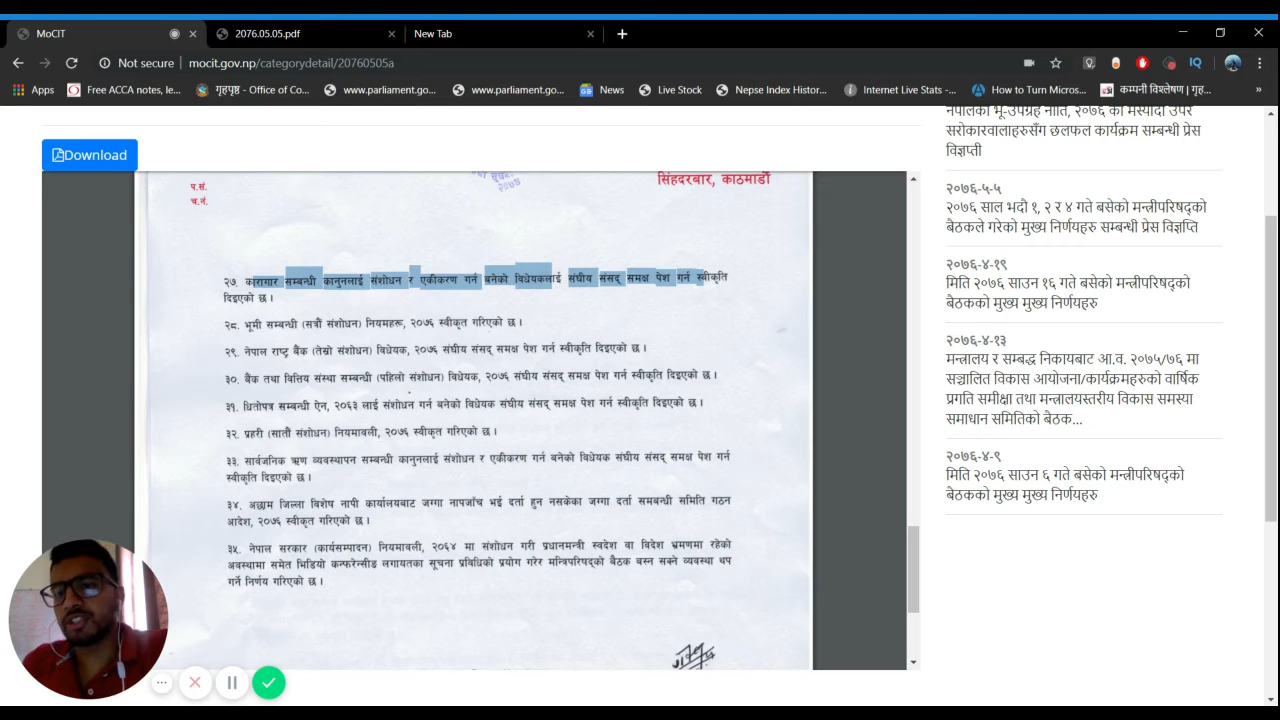 MoCIT
2076.05.05.pdf
New Tab
Not secure | mocit.gov.np/categorydetail/20760505a
Apps
Free ACCA notes, le...
गृहपृष्ठ - Office of Co...
www.parliament.go...
www.parliament.go...
News
Live Stock
Nepse Index Histor...
Internet Live Stats -...
How to Turn Micros...
कम्पनी विश्लेषण | गृह...
»
Download
प.सं.
च.नं.
२०७५
सिंहदरबार, काठमाडौं
२७. कारागार सम्बन्धी कानुनलाई संशोधन र एकीकरण गर्न बनेको विधेयकलाई संघीय संसद् समक्ष पेश गर्न स्वीकृति
दिइएको छ ।
२८. भूमी सम्बन्धी (सत्रौं संशोधन) नियमहरू, २०७६ स्वीकृत गरिएको छ ।
२९. नेपाल राष्ट्र बैंक (तेस्रो संशोधन) विधेयक, २०७६ संघीय संसद् समक्ष पेश गर्न स्वीकृति दिइएको छ ।
३०. बैंक तथा वित्तिय संस्था सम्बन्धी (पहिलो संशोधन) विधेयक, २०७६ संघीय संसद् समक्ष पेश गर्न स्वीकृति दिइएको छ ।
३१. धितोपत्र सम्बन्धी ऐन, २०६३ लाई संशोधन गर्न बनेको विधेयक संघीय संसद् समक्ष पेश गर्न स्वीकृति दिइएको छ ।
३२. प्रहरी (सातौं संशोधन) नियमावली, २०७६ स्वीकृत गरिएको छ ।
३३. सार्वजनिक ऋण व्यवस्थापन सम्बन्धी कानुनलाई संशोधन र एकीकरण गर्न बनेको विधेयक संघीय संसद् समक्ष पेश गर्न
स्वीकृति दिइएको छ ।
३४. अछाम जिल्ला विशेष नापी कार्यालयबाट जग्गा नापजाँच भई दर्ता हुन नसकेका जग्गा दर्ता समबन्धी समिति गठन
आदेश, २०७६ स्वीकृत गरिएको छ ।
३५. नेपाल सरकार (कार्यसम्पादन) नियमावली, २०६४ मा संशोधन गरी प्रधानमन्त्री स्वदेश वा विदेश भ्रमणमा रहेको
अवस्थामा समेत भिडियो कन्फरेन्सीङ लगायतका सूचना प्रविधिको प्रयोग गरेर मन्त्रिपरिषद्को बैठक बस्न सक्ने व्यवस्था थप
गर्ने निर्णय गरिएको छ ।
नेपालको भू-उपग्रह नीति, २०७६ को मस्यौदा उपर
सरोकारवालाहरुसँग छलफल कार्यक्रम सम्बन्धी प्रेस
विज्ञप्ती
२०७६-५-५
२०७६ साल भदौ १, २ र ४ गते बसेको मन्त्रीपरिषद्को
बैठकले गरेको मुख्य निर्णयहरु सम्बन्धी प्रेस विज्ञप्ति
२०७६-४-१९
मिति २०७६ साउन १६ गते बसेको मन्त्रीपरिषद्को
बैठकको मुख्य मुख्य निर्णयहरु
२०७६-४-१३
मन्त्रालय र सम्बद्ध निकायबाट आ.व. २०७५/७६ मा
सञ्चालित विकास आयोजना/कार्यक्रमहरुको वार्षिक
प्रगति समीक्षा तथा मन्त्रालयस्तरीय विकास समस्या
समाधान समितिको बैठक...
२०७६-४-९
मिति २०७६ साउन ६ गते बसेको मन्त्रीपरिषद्को
बैठकको मुख्य मुख्य निर्णयहरु